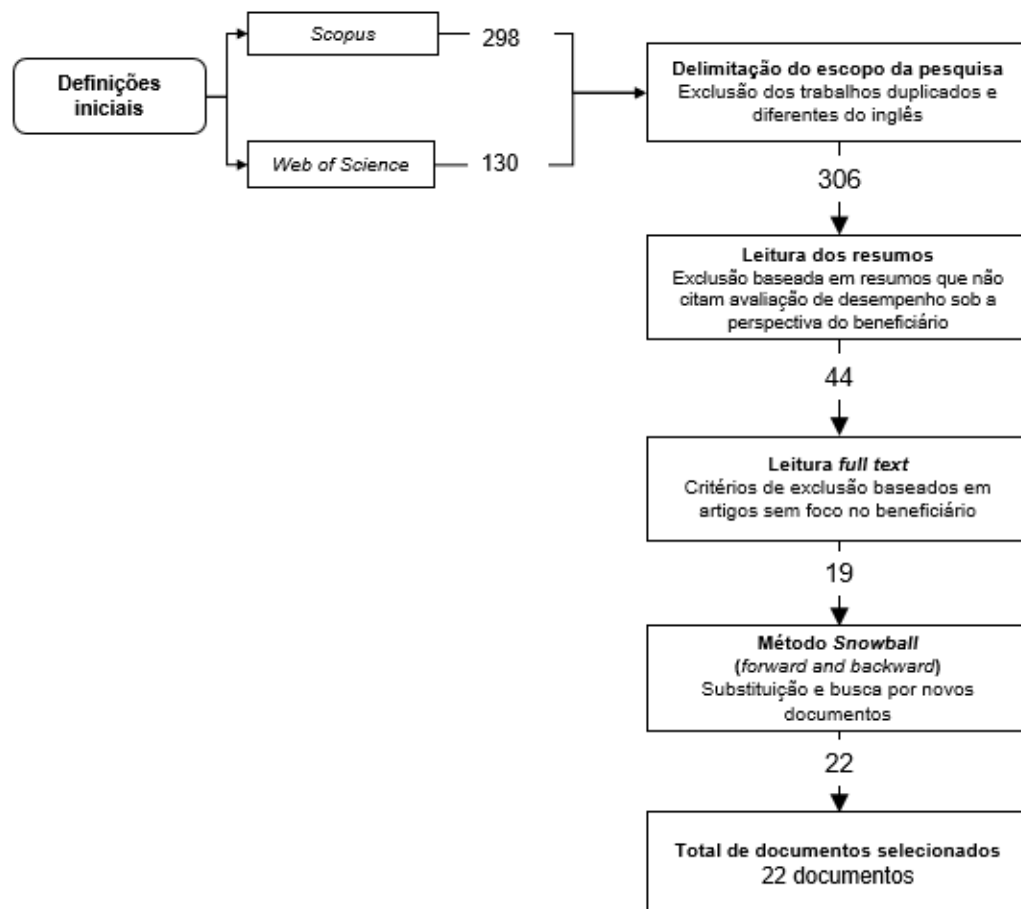 Definições
iniciais
Scopus
298
Web of Science
130
Delimitação do escopo da pesquisa
Exclusão dos trabalhos duplicados e
diferentes do inglês
306
Leitura dos resumos
Exclusão baseada em resumos que não
citam avaliação de desempenho sob a
perspectiva do beneficiário
44
Leitura full text
Critérios de exclusão baseados em
artigos sem foco no beneficiário
19
Método Snowball
(forward and backward)
Substituição e busca por novos
documentos
22
Total de documentos selecionados
22 documentos